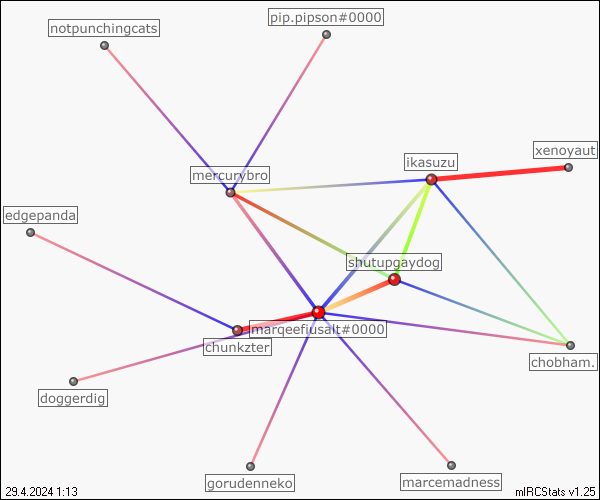 pip.pipson#0000
notpunchingcats
xenoyaut
ikasuzu
mercurybro
edgepanda
shutupgaydog
marqeefiusalt#0000
chunkzter
chobham.
doggerdig
gorudenneko
marcemadness
29.4.2024 1:13
mIRCStats v1.25